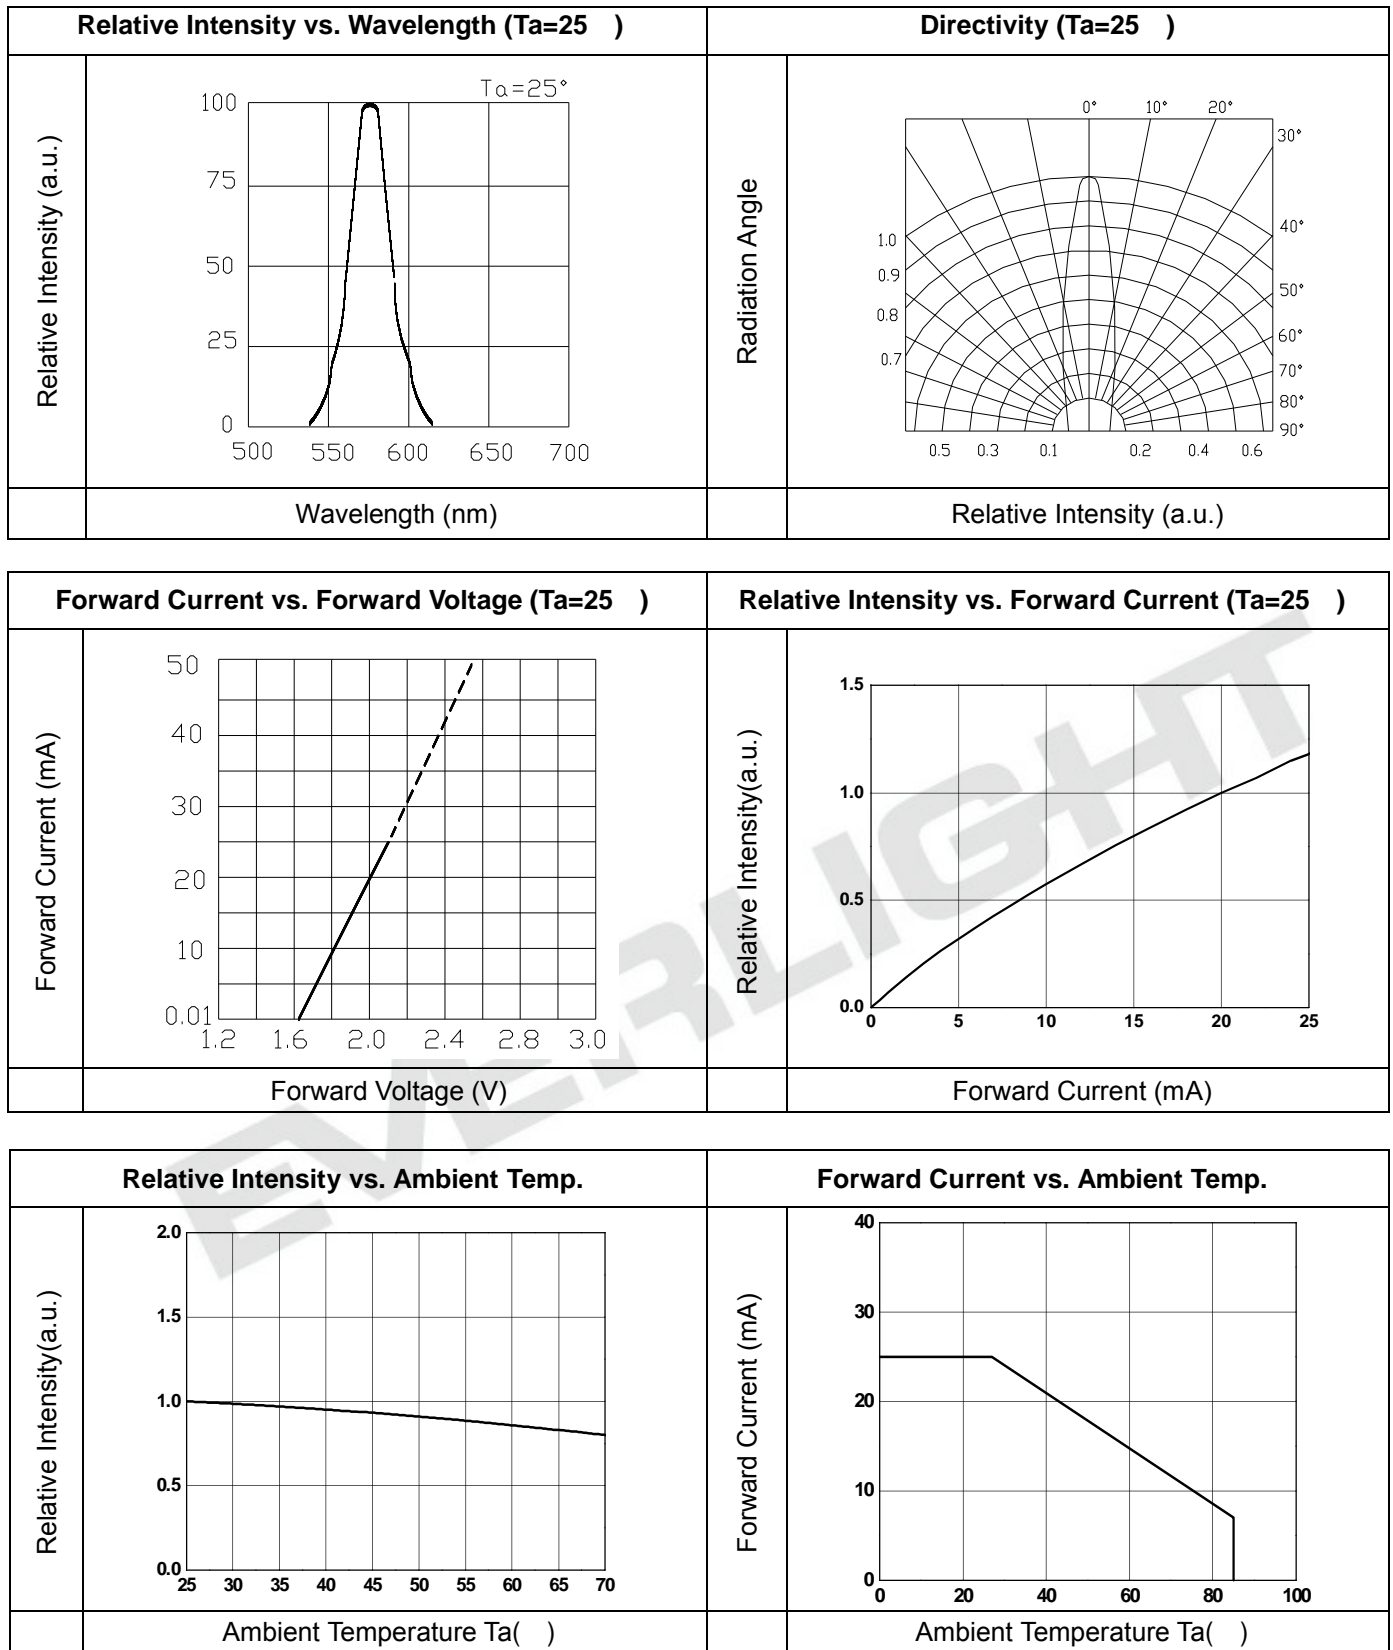 Relative Intensity vs. Wavelength (Ta=25 )
Directivity (Ta=25 )
Relative Intensity (a.u.)
Ta=25°
100
75
50
25
0
500 550 600 650 700
Wavelength (nm)
Radiation Angle
0° 10° 20°
30°
40°
50°
60°
70°
80°
90°
1.0
0.9
0.8
0.7
0.5 0.3 0.1 0.2 0.4 0.6
Relative Intensity (a.u.)
Forward Current vs. Forward Voltage (Ta=25 )
Relative Intensity vs. Forward Current (Ta=25 )
Forward Current (mA)
50
40
30
20
10
0.01
1.2 1.6 2.0 2.4 2.8 3.0
Forward Voltage (V)
Relative Intensity(a.u.)
1.5
1.0
0.5
0.0
0 5 10 15 20 25
Forward Current (mA)
EVERLIGHT
Relative Intensity vs. Ambient Temp.
Forward Current vs. Ambient Temp.
Relative Intensity(a.u.)
2.0
1.5
1.0
0.5
0.0
25 30 35 40 45 50 55 60 65 70
Ambient Temperature Ta( )
Forward Current (mA)
40
30
20
10
0
0 20 40 60 80 100
Ambient Temperature Ta( )